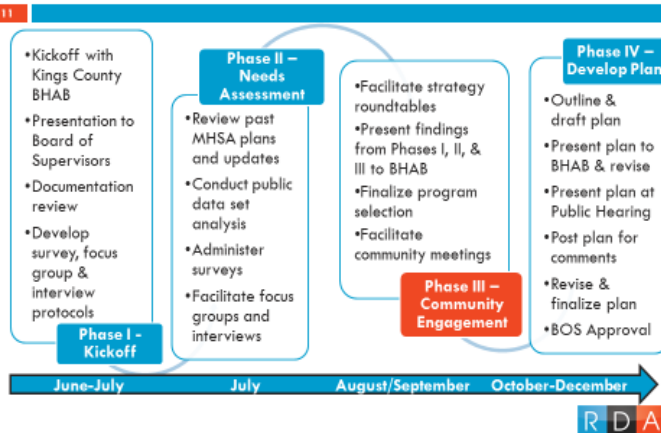 11
•Kickoff with
Kings County
BHAB
•Presentation to
Board of
Supervisors
•Documentation
review
•Develop
survey, focus
group &
interview
protocols
Phase I -
Kickoff
Phase II –
Needs
Assessment
•Review past
MHSA plans
and updates
•Conduct public
data set
analysis
•Administer
surveys
•Facilitate focus
groups and
interviews
•Facilitate strategy
roundtables
•Present findings
from Phases I, II, &
III to BHAB
•Finalize program
selection
•Facilitate
community meetings
Phase III –
Community
Engagement
Phase IV –
Develop Plan
•Outline &
draft plan
•Present plan to
BHAB & revise
•Present plan at
Public Hearing
•Post plan for
comments
•Revise &
finalize plan
•BOS Approval
June-July July August/September October-December
RDA